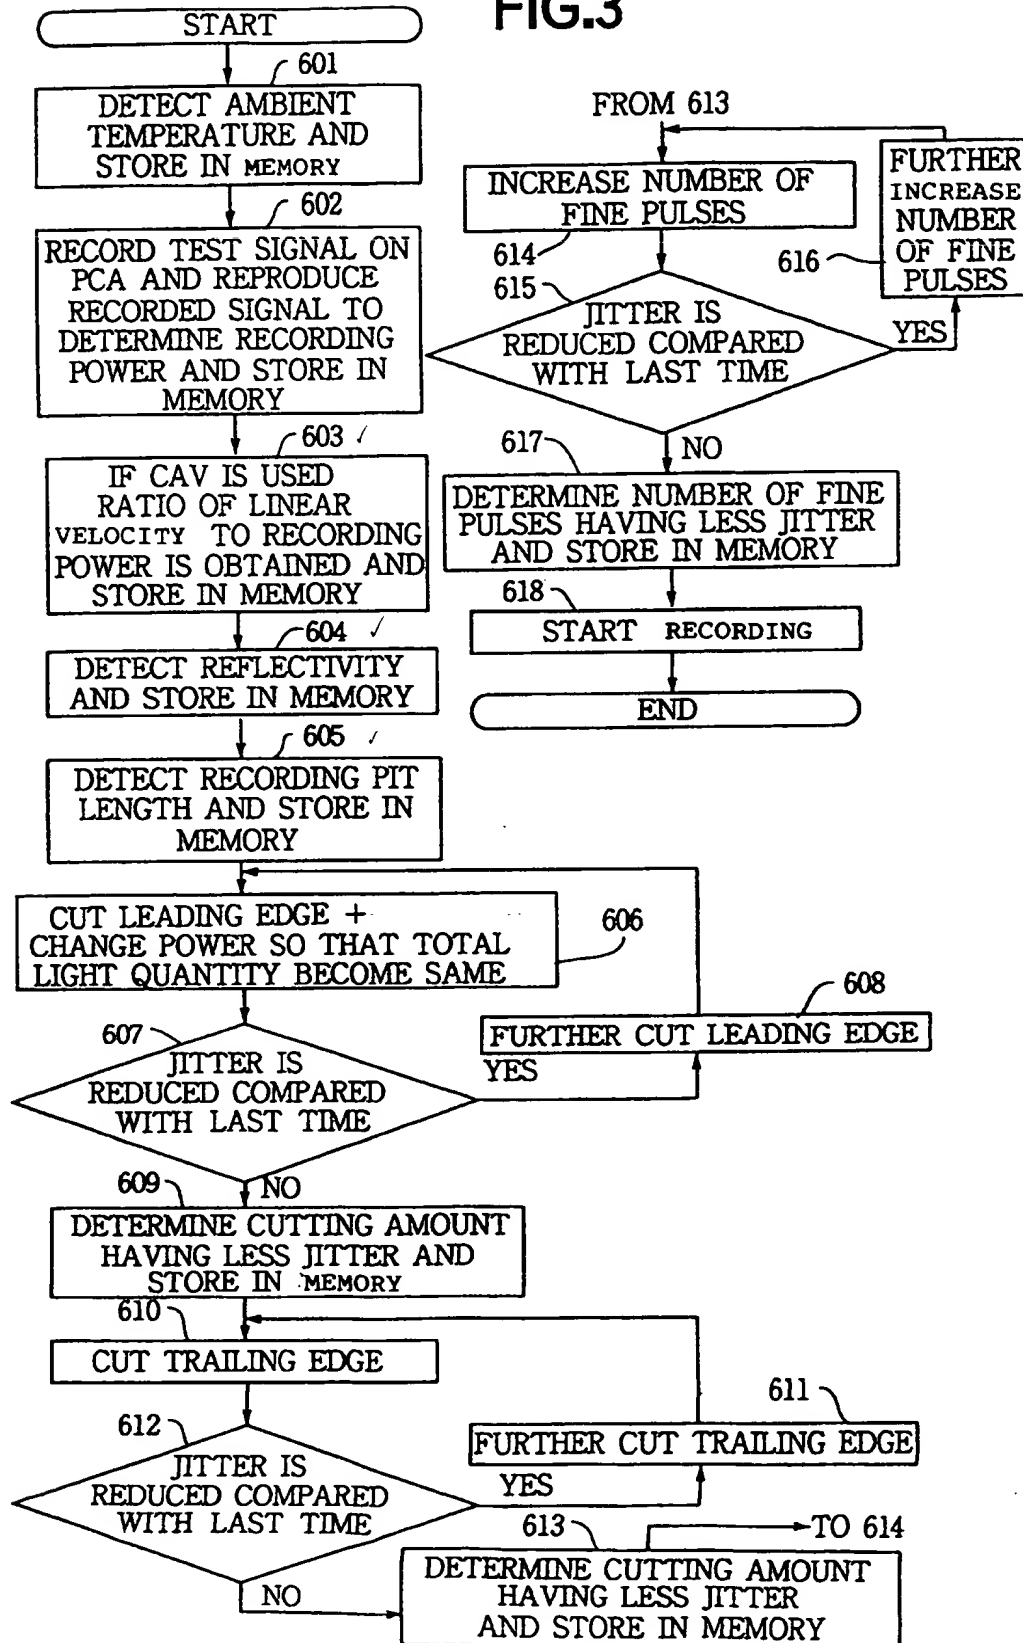 FIG.3
START
601
DETECT AMBIENT
TEMPERATURE AND
STORE IN MEMORY
602
RECORD TEST SIGNAL ON
PCA AND REPRODUCE
RECORDED SIGNAL TO
DETERMINE RECORDING
POWER AND STORE IN
MEMORY
603
IF CAV IS USED
RATIO OF LINEAR
VELOCITY TO RECORDING
POWER IS OBTAINED AND
STORE IN MEMORY
604
DETECT REFLECTIVITY
AND STORE IN MEMORY
605
DETECT RECORDING PIT
LENGTH AND STORE IN
MEMORY
CUT LEADING EDGE +
CHANGE POWER SO THAT TOTAL
LIGHT QUANTITY BECOME SAME
606
607
JITTER IS
REDUCED COMPARED
WITH LAST TIME
YES
608
FURTHER CUT LEADING EDGE
NO
609
DETERMINE CUTTING AMOUNT
HAVING LESS JITTER AND
STORE IN MEMORY
610
CUT TRAILING EDGE
611
FURTHER CUT TRAILING EDGE
612
JITTER IS
REDUCED COMPARED
WITH LAST TIME
YES
NO
613
TO 614
DETERMINE CUTTING AMOUNT
HAVING LESS JITTER
AND STORE IN MEMORY
FROM 613
INCREASE NUMBER OF
FINE PULSES
614
615
JITTER IS
REDUCED COMPARED
WITH LAST TIME
YES
616
FURTHER
INCREASE
NUMBER
OF FINE
PULSES
NO
617
DETERMINE NUMBER OF FINE
PULSES HAVING LESS JITTER
AND STORE IN MEMORY
618
START RECORDING
END